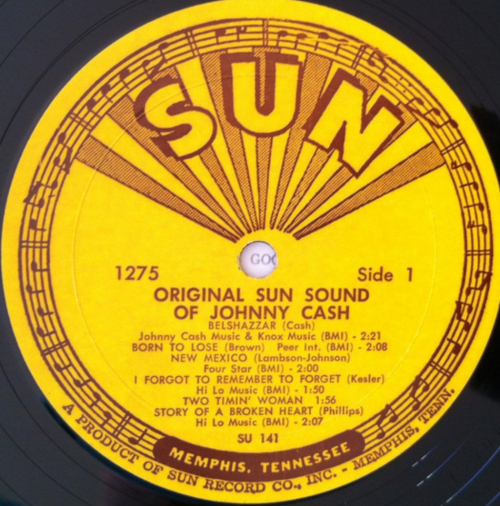 SUN
GO
1275 Side 1
ORIGINAL SUN SOUND
OF JOHNNY CASH
BELSHAZZAR (Cash)
Johnny Cash Music & Knox Music (BMI) - 2:21
BORN TO LOSE (Brown) Peer Int. (BMI) - 2:08
NEW MEXICO (Lambson-Johnson)
Four Star (BMI) - 2:00
I FORGOT TO REMEMBER TO FORGET (Kesler)
Hi Lo Music (BMI) - 1:50
TWO TIMIN' WOMAN 1:56
STORY OF A BROKEN HEART (Phillips)
Hi Lo Music (BMI) - 2:07
SU 141
MEMPHIS, TENNESSEE
A PRODUCT OF SUN RECORD CO., INC. - MEMPHIS, TENN.